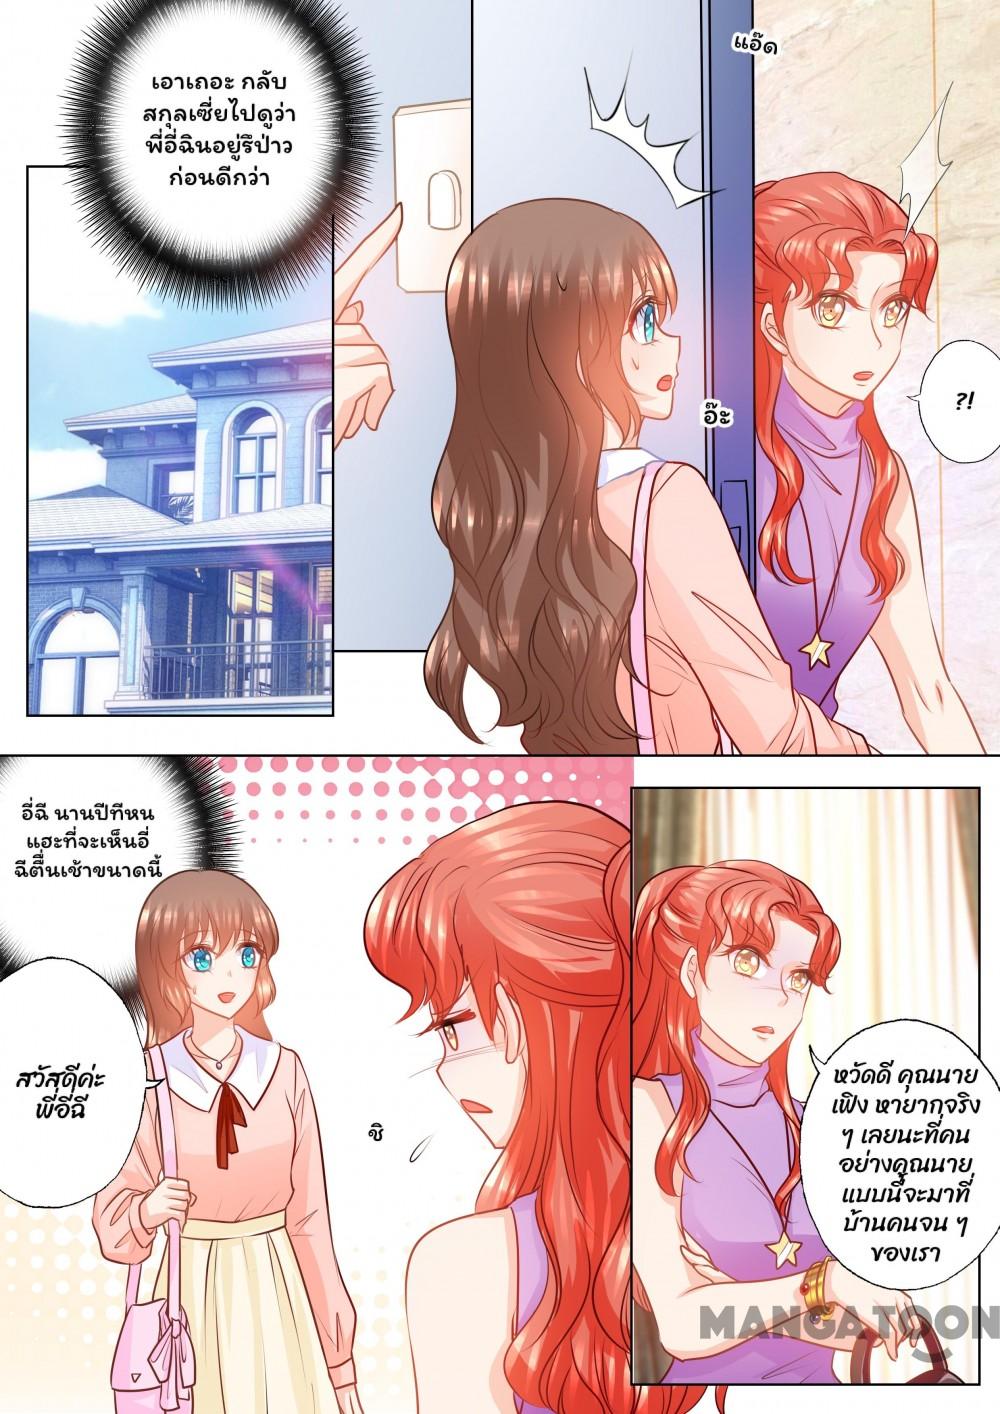 เอาเถอะ กลับ
สกุลเซี่ยไปดูว่า
พี่อี่ฉินอยู่รึป่าว
ก่อนดีกว่า
แอ๊ด
?!
อ๊ะ
อี่ฉี นานปีทีหน
แฮะที่จะเห็นอี่
ฉีตื่นเช้าขนาดนี้
สวัสดีค่ะ
พี่อี่ฉี
ชิ
หวัดดี คุณนาย
เฟิง หายากจริง
ๆ เลยนะที่คน
อย่างคุณนาย
แบบนี้จะมาที่
บ้านคนจน ๆ
ของเรา
MANGATOON